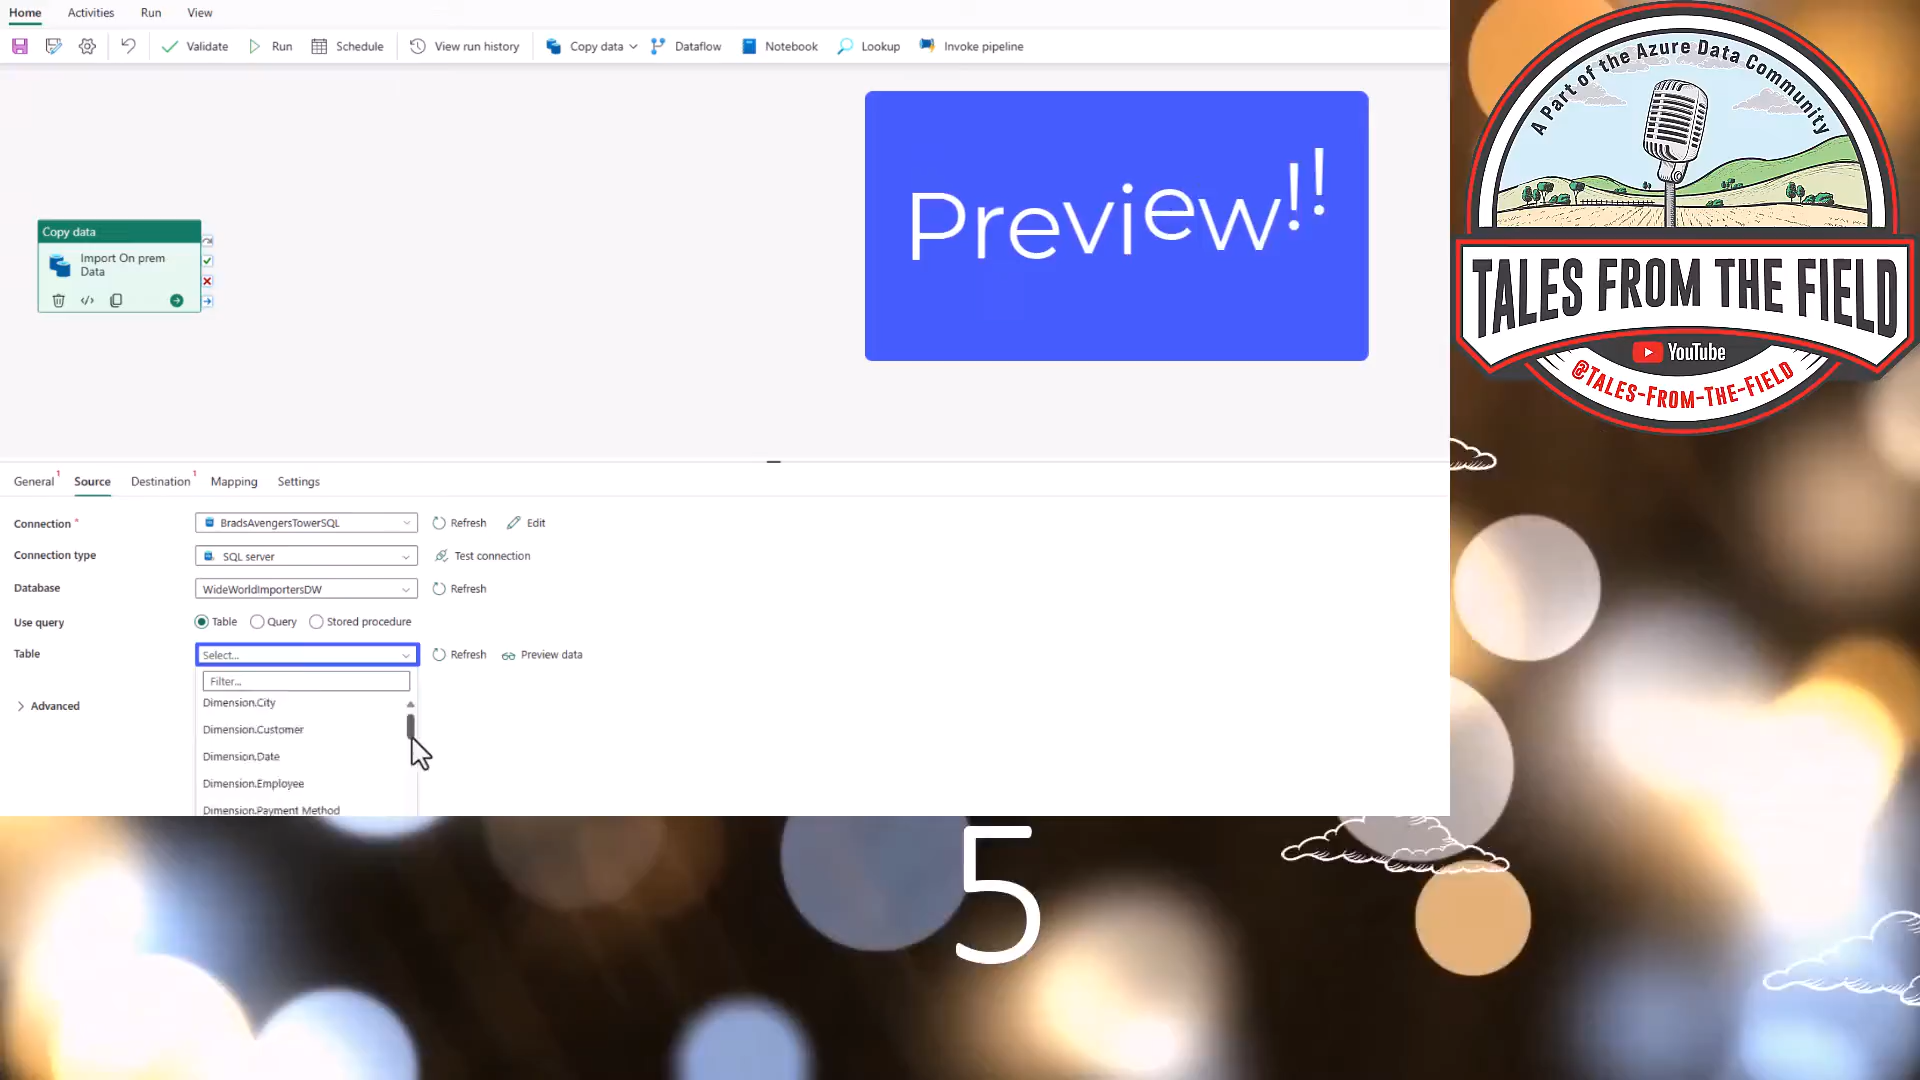 Home Activities Run View
Validate Run Schedule View run history Copy data Dataflow Notebook Lookup Invoke pipeline
Copy data
Import On prem
Data
Preview!!
A Part of the Azure Data Community
TALES FROM THE FIELD
YouTube
@TALES-FROM-THE-FIELD
General 1 Source Destination 1 Mapping Settings
Connection * BradsAvengersTowerSQL Refresh Edit
Connection type SQL server Test connection
Database WideWorldImportersDW Refresh
Use query Table Query Stored procedure
Table Select... Refresh Preview data
Filter...
Advanced
Dimension.City
Dimension.Customer
Dimension.Date
Dimension.Employee
Dimension.Payment Method
5